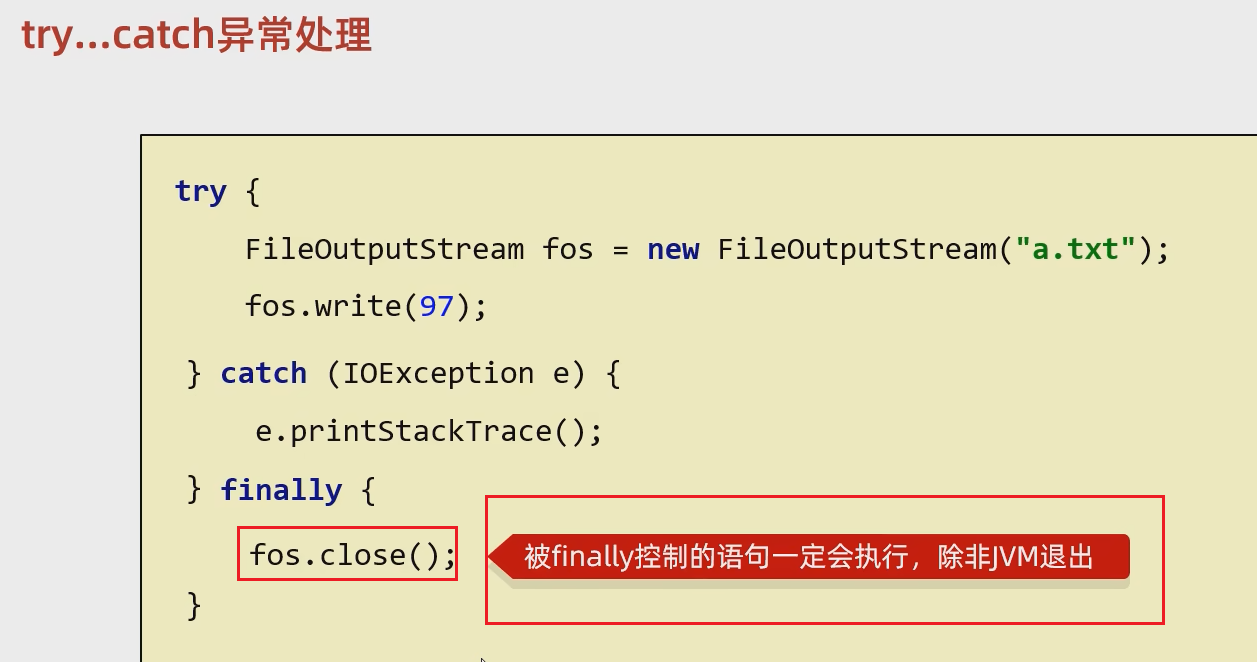 try...catch异常处理
try {
FileOutputStream fos = new FileOutputStream("a.txt");
fos.write(97);
} catch (IOException e) {
e.printStackTrace();
} finally {
fos.close();
被finally控制的语句一定会执行，除非JVM退出
}